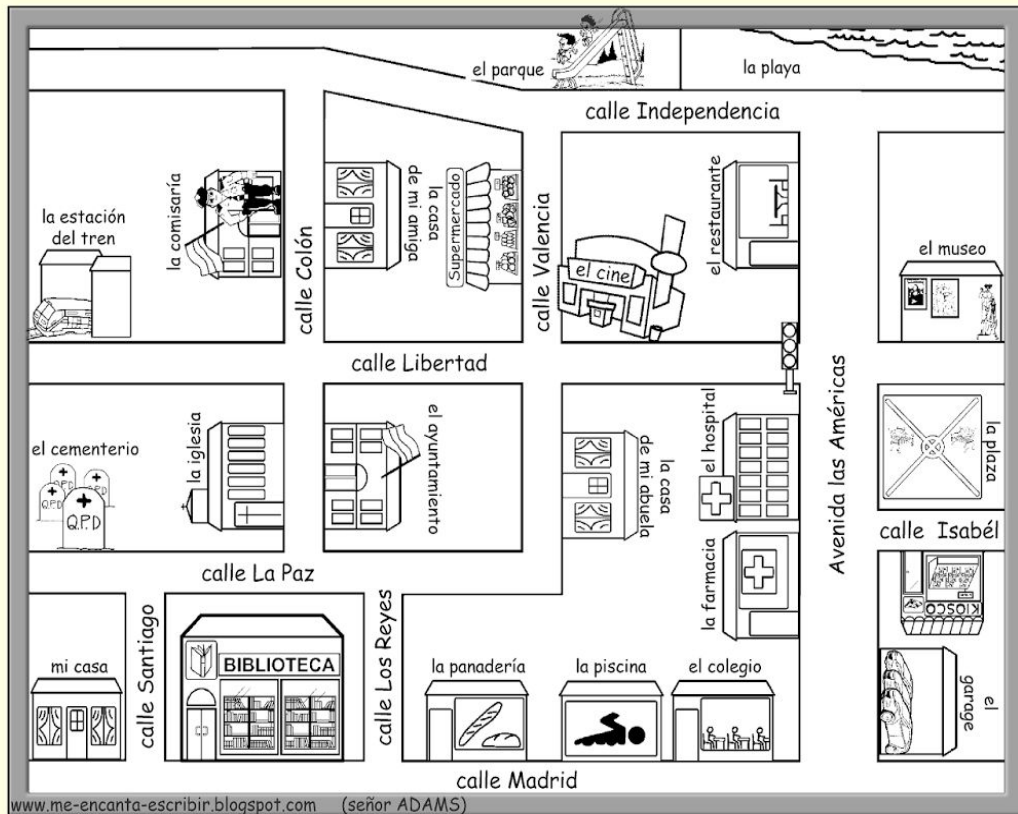 el parque
la playa
calle Independencia
la estación
del tren
la comisaría
calle Colón
la casa
de mi amiga
Supermercado
calle Valencia
el cine
el restaurante
el museo
calle Libertad
Avenida las Américas
el cementerio
Q.P.D
la iglesia
el ayuntamiento
la casa
de mi abuela
el hospital
la plaza
calle Isabél
calle La Paz
la farmacia
KIOSCO
mi casa
calle Santiago
BIBLIOTECA
calle Los Reyes
la panadería
la piscina
el colegio
el
garage
calle Madrid
www.me-encanta-escribir.blogspot.com (señor ADAMS)